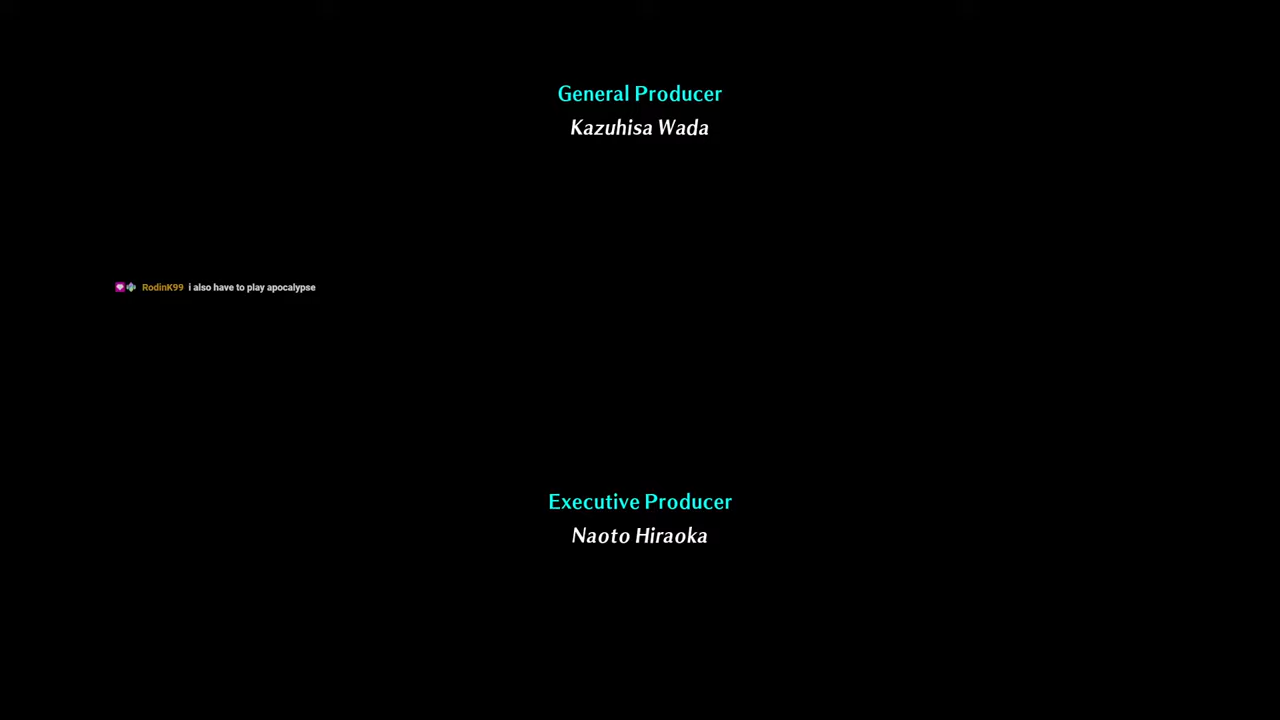 General Producer
Kazuhisa Wada
RodinK99 i also have to play apocalypse
Executive Producer
Naoto Hiraoka